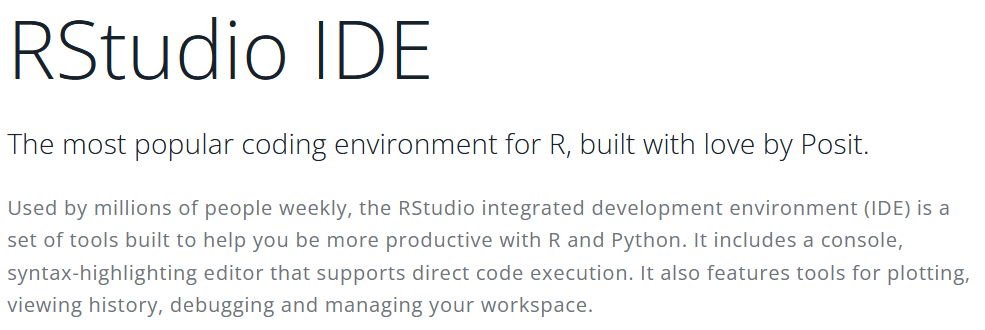 RStudio IDE
The most popular coding environment for R, built with love by Posit.
Used by millions of people weekly, the RStudio integrated development environment (IDE) is a
set of tools built to help you be more productive with R and Python. It includes a console,
syntax-highlighting editor that supports direct code execution. It also features tools for plotting,
viewing history, debugging and managing your workspace.